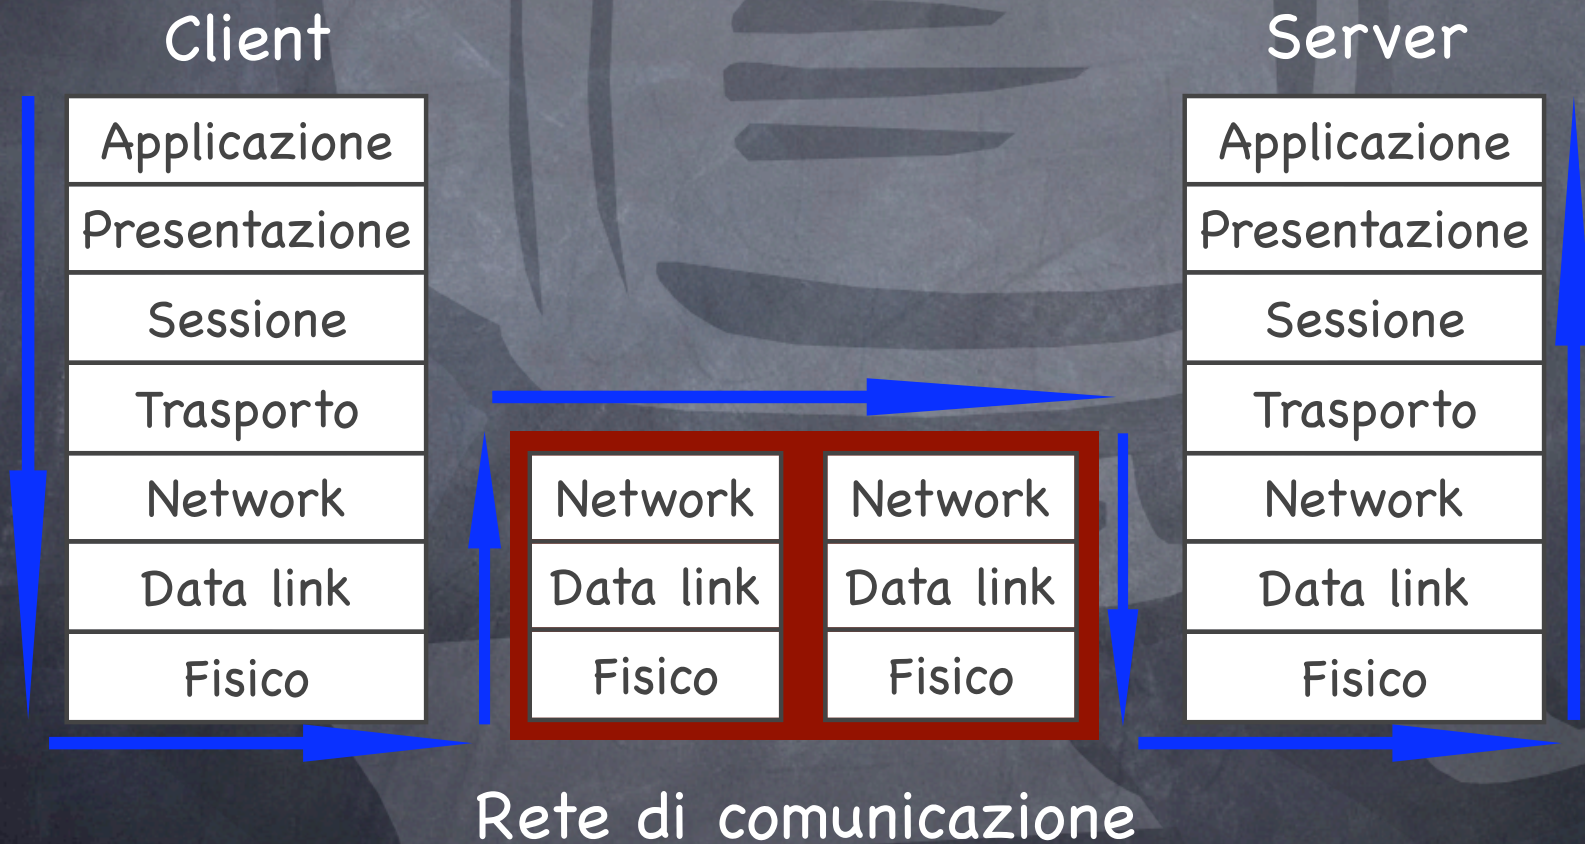 Client
Server
Applicazione
Presentazione
Sessione
Trasporto
Network
Data link
Fisico
Network
Data link
Fisico
Network
Data link
Fisico
Applicazione
Presentazione
Sessione
Trasporto
Network
Data link
Fisico
Rete di comunicazione